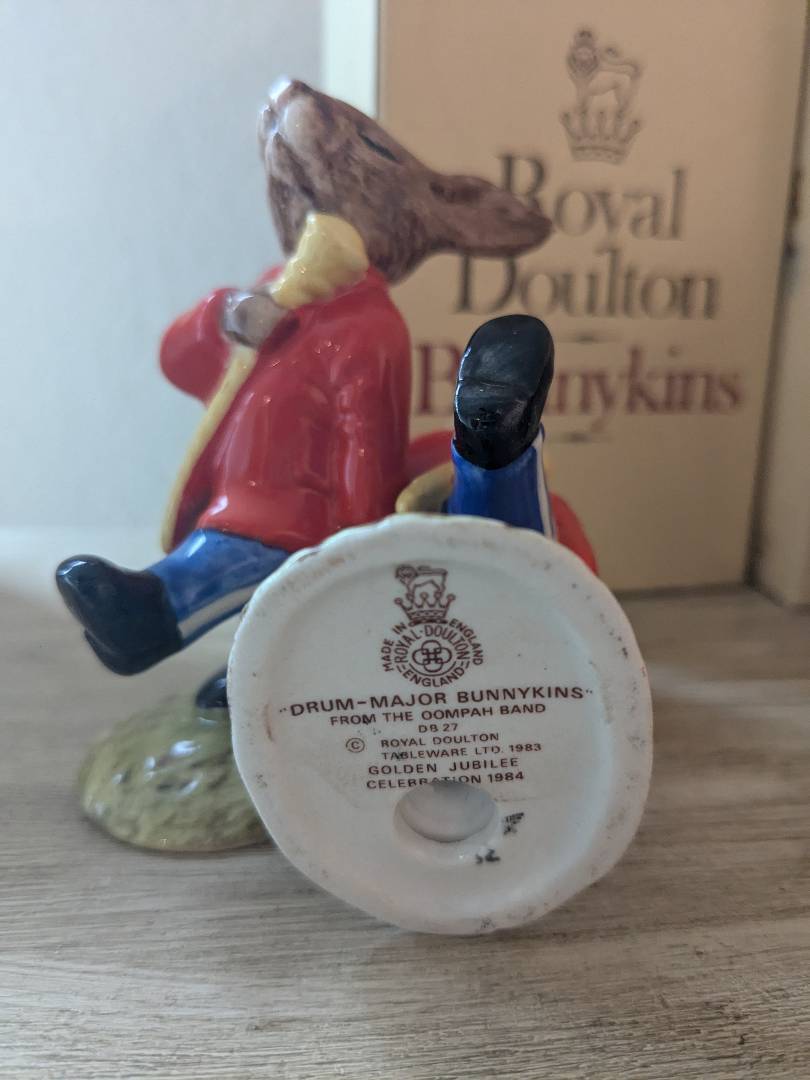 Royal
Doulton
Bunnykins
MADE IN ENGLAND
ROYAL·DOULTON
ENGLAND
"DRUM-MAJOR BUNNYKINS"
FROM THE OOMPAH BAND
DB 27
© ROYAL DOULTON
TABLEWARE LTD. 1983
GOLDEN JUBILEE
CELEBRATION 1984